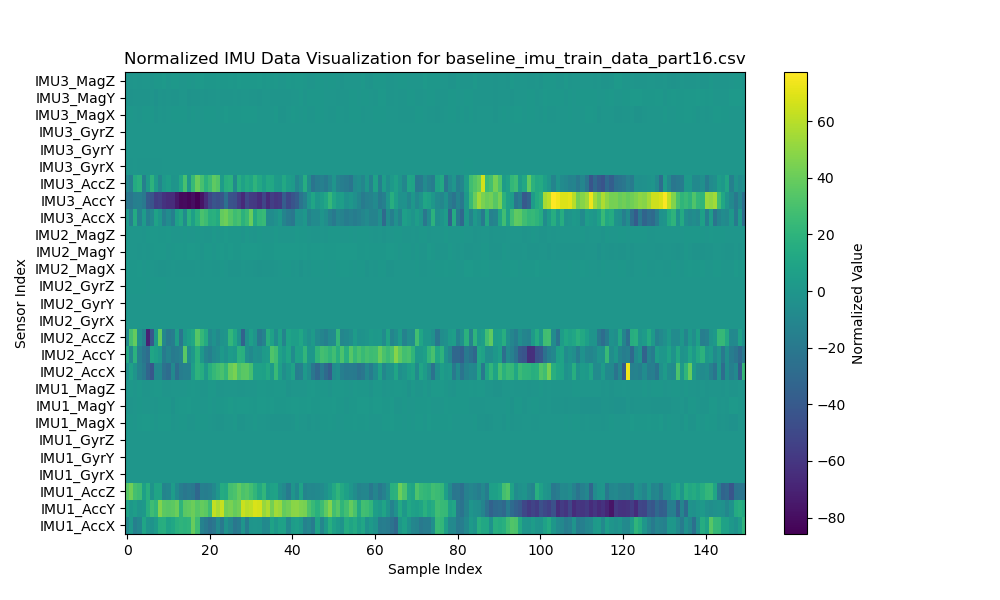 Normalized IMU Data Visualization for baseline_imu_train_data_part16.csv
IMU3_MagZ
IMU3_MagY
IMU3_MagX
IMU3_GyrZ
IMU3_GyrY
IMU3_GyrX
IMU3_AccZ
IMU3_AccY
IMU3_AccX
IMU2_MagZ
IMU2_MagY
IMU2_MagX
IMU2_GyrZ
IMU2_GyrY
IMU2_GyrX
IMU2_AccZ
IMU2_AccY
IMU2_AccX
IMU1_MagZ
IMU1_MagY
IMU1_MagX
IMU1_GyrZ
IMU1_GyrY
IMU1_GyrX
IMU1_AccZ
IMU1_AccY
IMU1_AccX
Sensor Index
0 20 40 60 80 100 120 140
Sample Index
60
40
20
0
−20
−40
−60
−80
Normalized Value